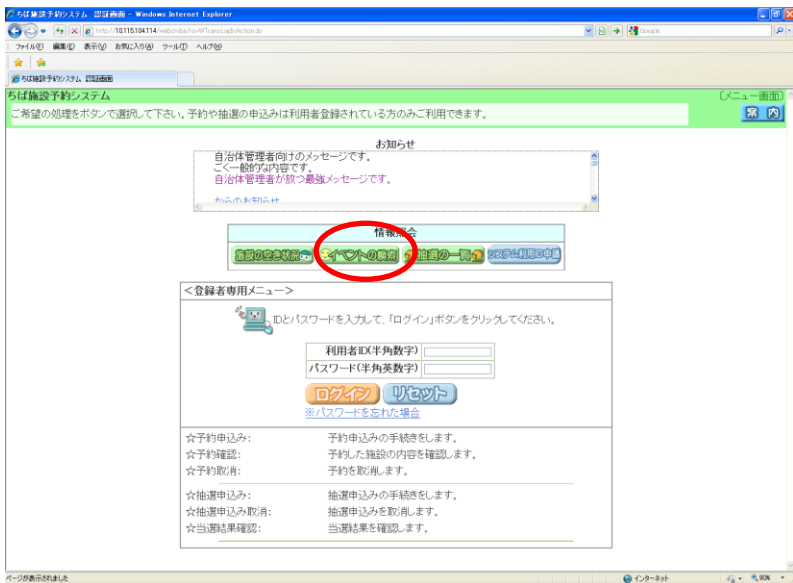 ちば施設予約システム 認証画面 - Windows Internet Explorer
http://10.115.184.114/webchiba/hs=WTransLogInAction.do
Google
ファイル(F) 編集(E) 表示(V) お気に入り(A) ツール(T) ヘルプ(H)
ちば施設予約システム 認証画面
ちば施設予約システム (メニュー画面)
ご希望の処理をボタンで選択して下さい。予約や抽選の申込みは利用者登録されている方のみご利用できます。 案 内
お知らせ
自治体管理者向けのメッセージです。
ごく一般的な内容です。
自治体管理者が放つ最強メッセージです。
からのお知らせ
情報照会
施設の空き状況 イベントの検索 抽選の一覧 システム利用の申請
<登録者専用メニュー>
IDとパスワードを入力して、「ログイン」ボタンをクリックしてください。
利用者ID(半角数字)
パスワード(半角英数字)
ログイン リセット
※パスワードを忘れた場合
☆予約申込み: 予約申込みの手続きをします。
☆予約確認: 予約した施設の内容を確認します。
☆予約取消: 予約を取消します。
☆抽選申込み: 抽選申込みの手続きをします。
☆抽選申込み取消: 抽選申込みを取消します。
☆当選結果確認: 当選結果を確認します。
ページが表示されました インターネット 90%